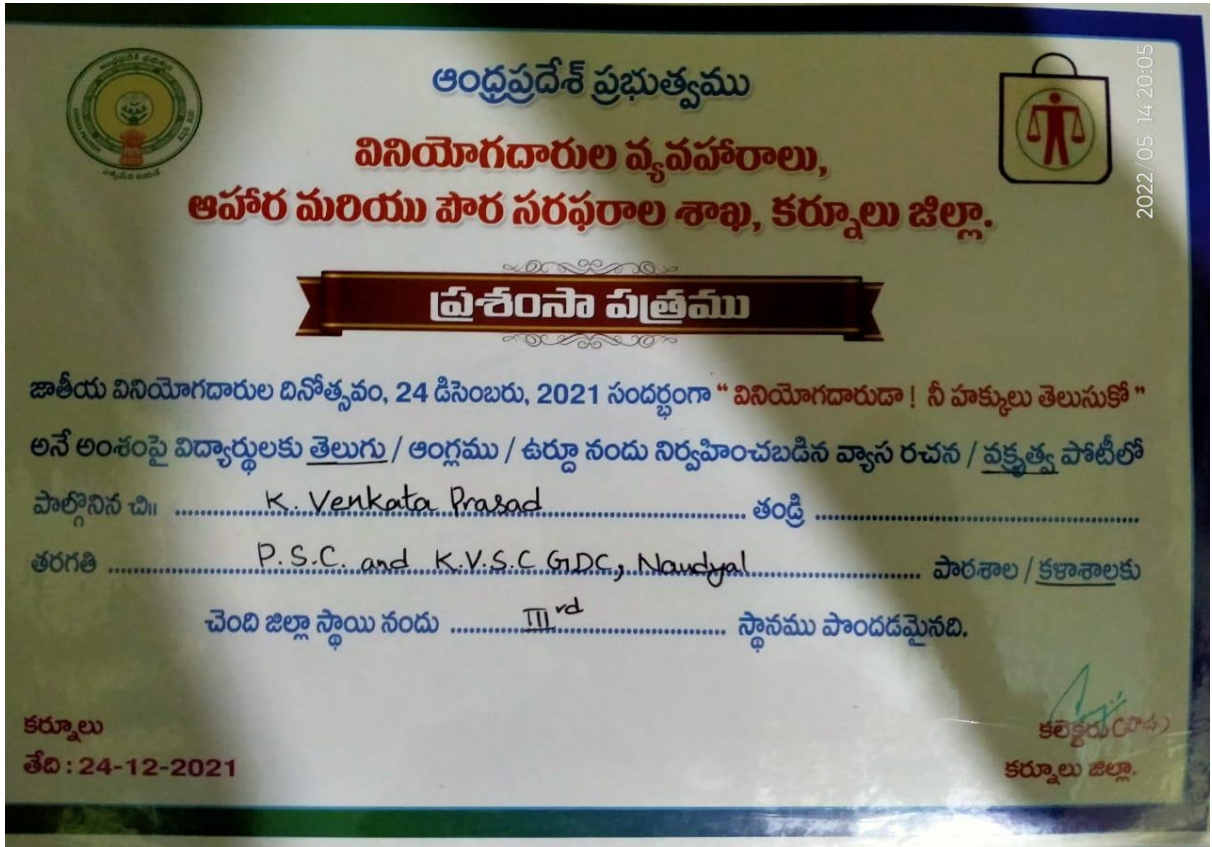 ఆంధ్రప్రదేశ్ ప్రభుత్వము
వినియోగదారుల వ్యవహారాలు,
ఆహార మరియు పౌర సరఫరాల శాఖ, కర్నూలు జిల్లా.
2022/05/14 20:05
ప్రశంసా పత్రము
జాతీయ వినియోగదారుల దినోత్సవం, 24 డిసెంబరు, 2021 సందర్భంగా " వినియోగదారుడా ! నీ హక్కులు తెలుసుకో "
అనే అంశంపై విద్యార్థులకు తెలుగు / ఆంగ్లము / ఉర్దూ నందు నిర్వహించబడిన వ్యాస రచన / వక్తృత్వ పోటీలో
పాల్గొనిన చి॥ K. Venkata Prasad తండ్రి
తరగతి P.S.C. and K.V.S.C GDC, Nandyal పాఠశాల / కళాశాలకు
చెంది జిల్లా స్థాయి నందు IIIrd స్థానము పొందడమైనది.
కర్నూలు
తేది : 24-12-2021
కలెక్టరు
కర్నూలు జిల్లా.